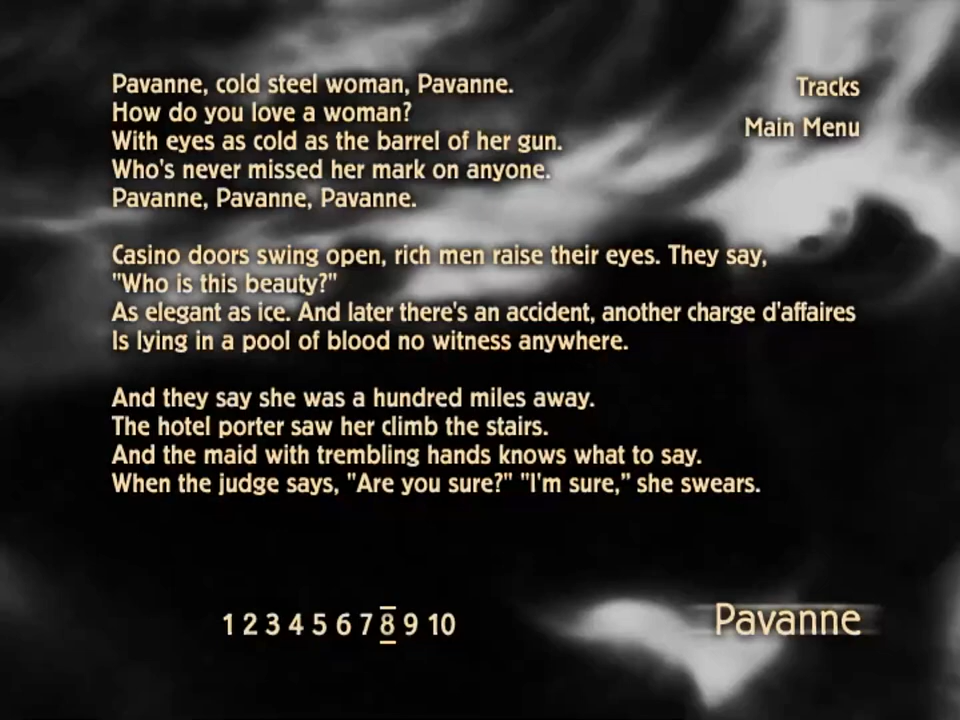 Pavanne, cold steel woman, Pavanne.
How do you love a woman?
With eyes as cold as the barrel of her gun.
Who's never missed her mark on anyone.
Pavanne, Pavanne, Pavanne.
Casino doors swing open, rich men raise their eyes. They say,
"Who is this beauty?"
As elegant as ice. And later there's an accident, another charge d'affaires
Is lying in a pool of blood no witness anywhere.
And they say she was a hundred miles away.
The hotel porter saw her climb the stairs.
And the maid with trembling hands knows what to say.
When the judge says, "Are you sure?" "I'm sure,” she swears.
Tracks
Main Menu
1 2 3 4 5 6 7 8 9 10
Pavanne